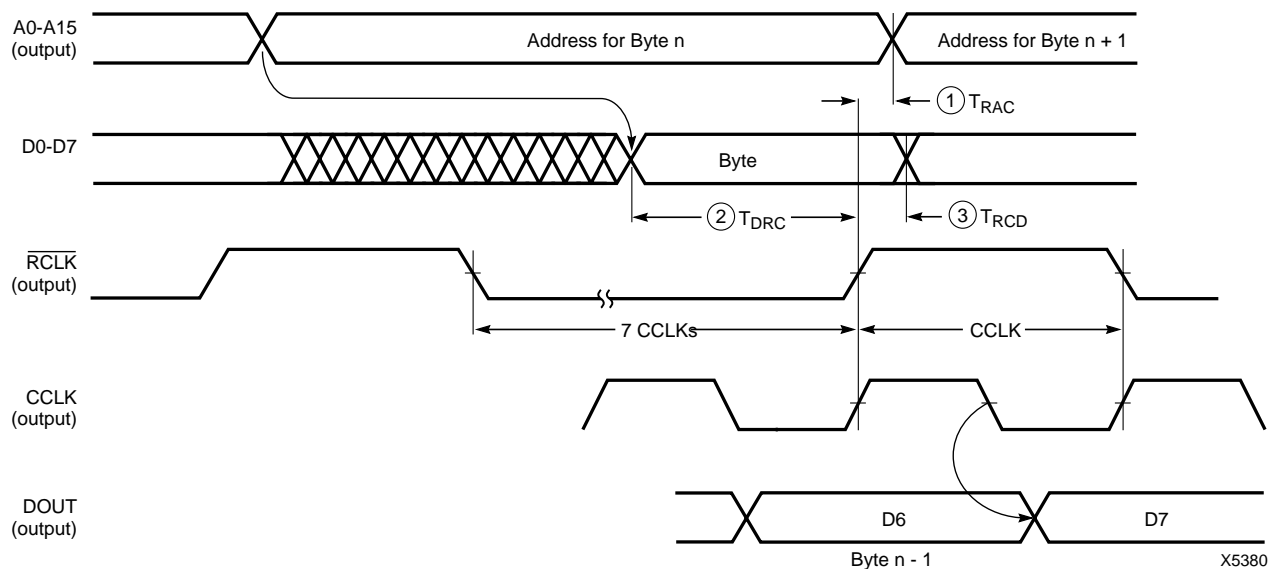 A0-A15
(output)
Address for Byte n
Address for Byte n + 1
1 TRAC
D0-D7
Byte
2 TDRC
3 TRCD
RCLK
(output)
7 CCLKs
CCLK
CCLK
(output)
DOUT
(output)
D6
D7
Byte n - 1
X5380